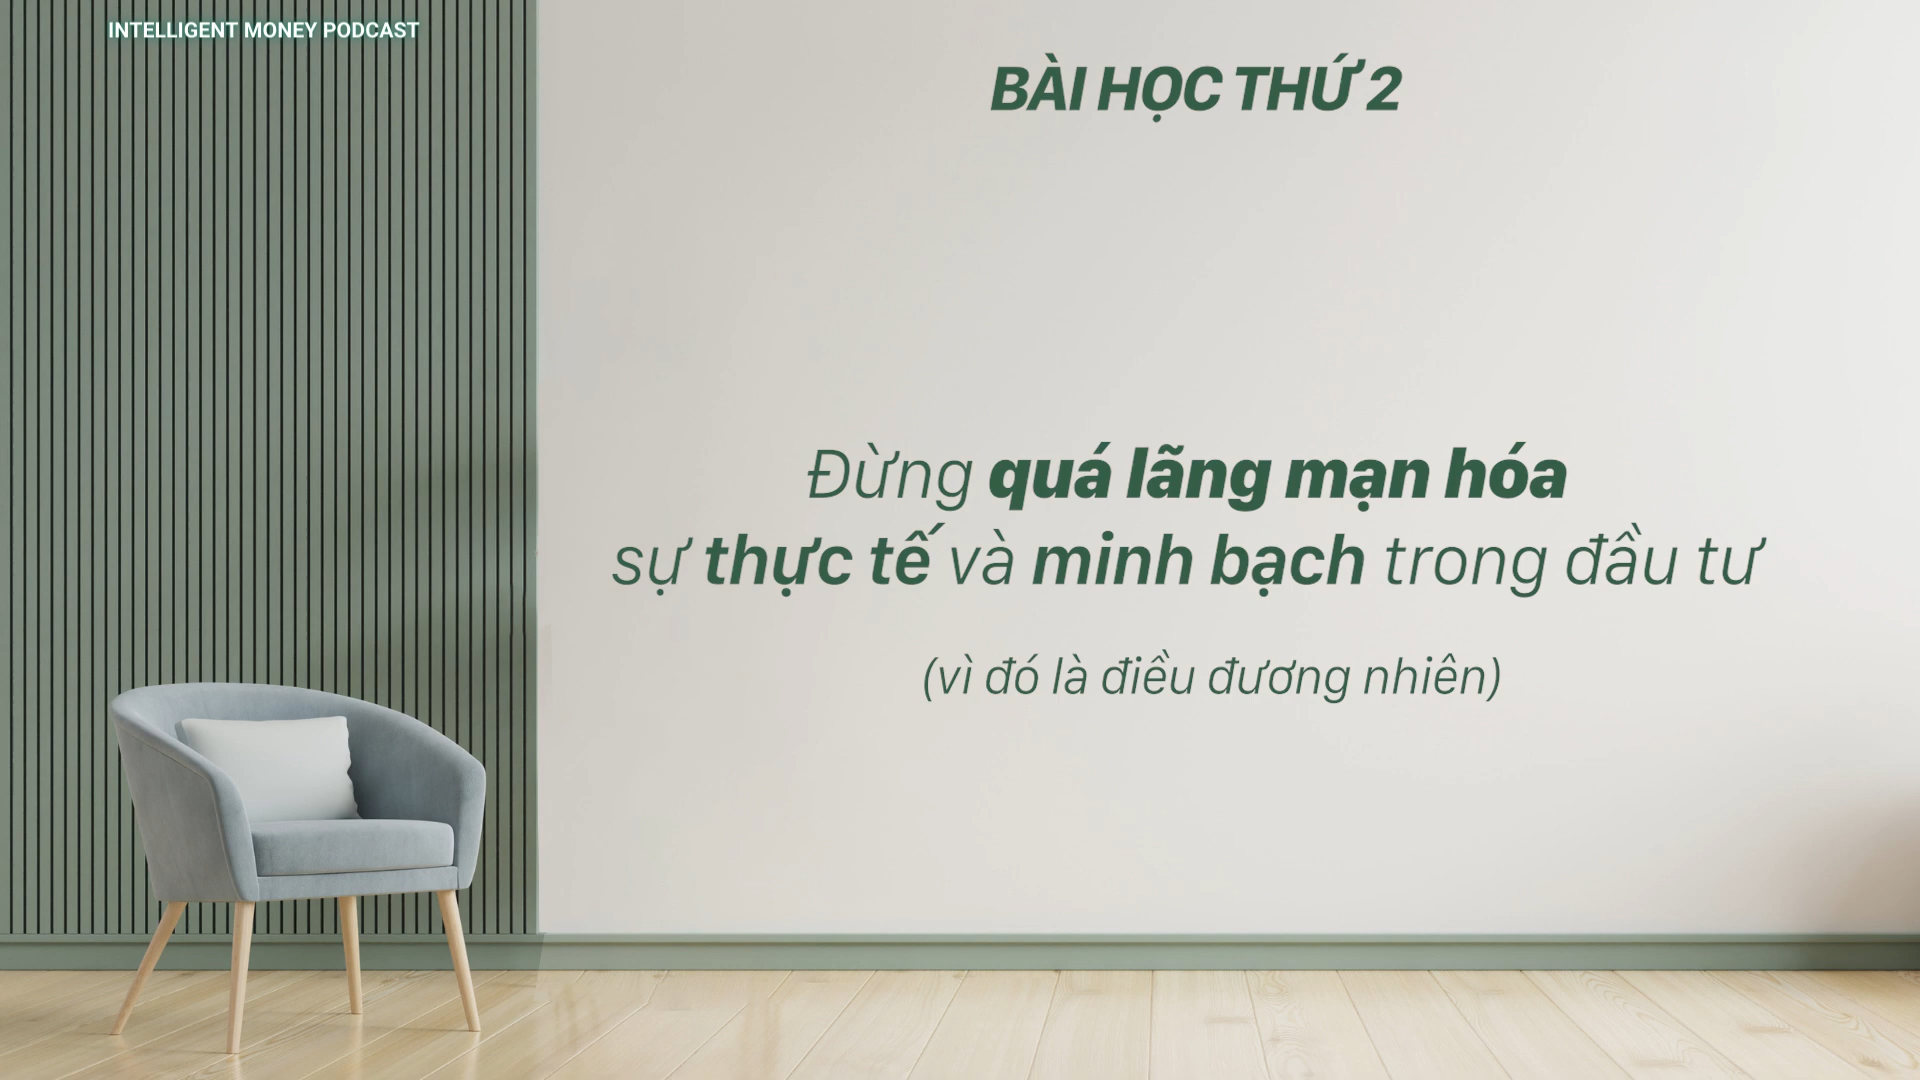 INTELLIGENT MONEY PODCAST
BÀI HỌC THỨ 2
Đừng quá lãng mạn hóa
sự thực tế và minh bạch trong đầu tư
(vì đó là điều đương nhiên)